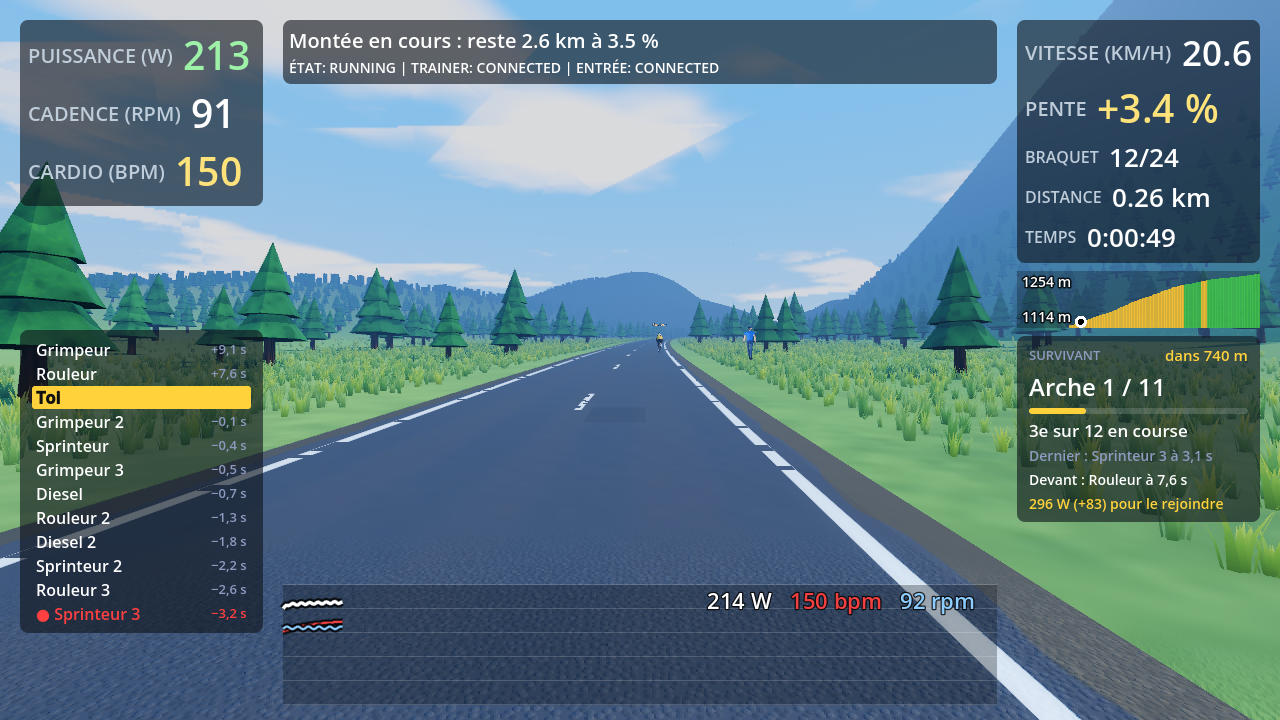 PUISSANCE (W) 213
CADENCE (RPM) 91
CARDIO (BPM) 150
Montée en cours : reste 2.6 km à 3.5 %
ÉTAT: RUNNING | TRAINER: CONNECTED | ENTRÉE: CONNECTED
VITESSE (KM/H) 20.6
PENTE +3.4 %
BRAQUET 12/24
DISTANCE 0.26 km
TEMPS 0:00:49
1254 m
1114 m
SURVIVANT dans 740 m
Arche 1 / 11
3e sur 12 en course
Dernier : Sprinteur 3 à 3,1 s
Devant : Rouleur à 7,6 s
296 W (+83) pour le rejoindre
Grimpeur +9,1 s
Rouleur +7,6 s
Toi
Grimpeur 2 −0,1 s
Sprinteur −0,4 s
Grimpeur 3 −0,5 s
Diesel −0,7 s
Rouleur 2 −1,3 s
Diesel 2 −1,8 s
Sprinteur 2 −2,2 s
Rouleur 3 −2,6 s
Sprinteur 3 −3,2 s
214 W 150 bpm 92 rpm